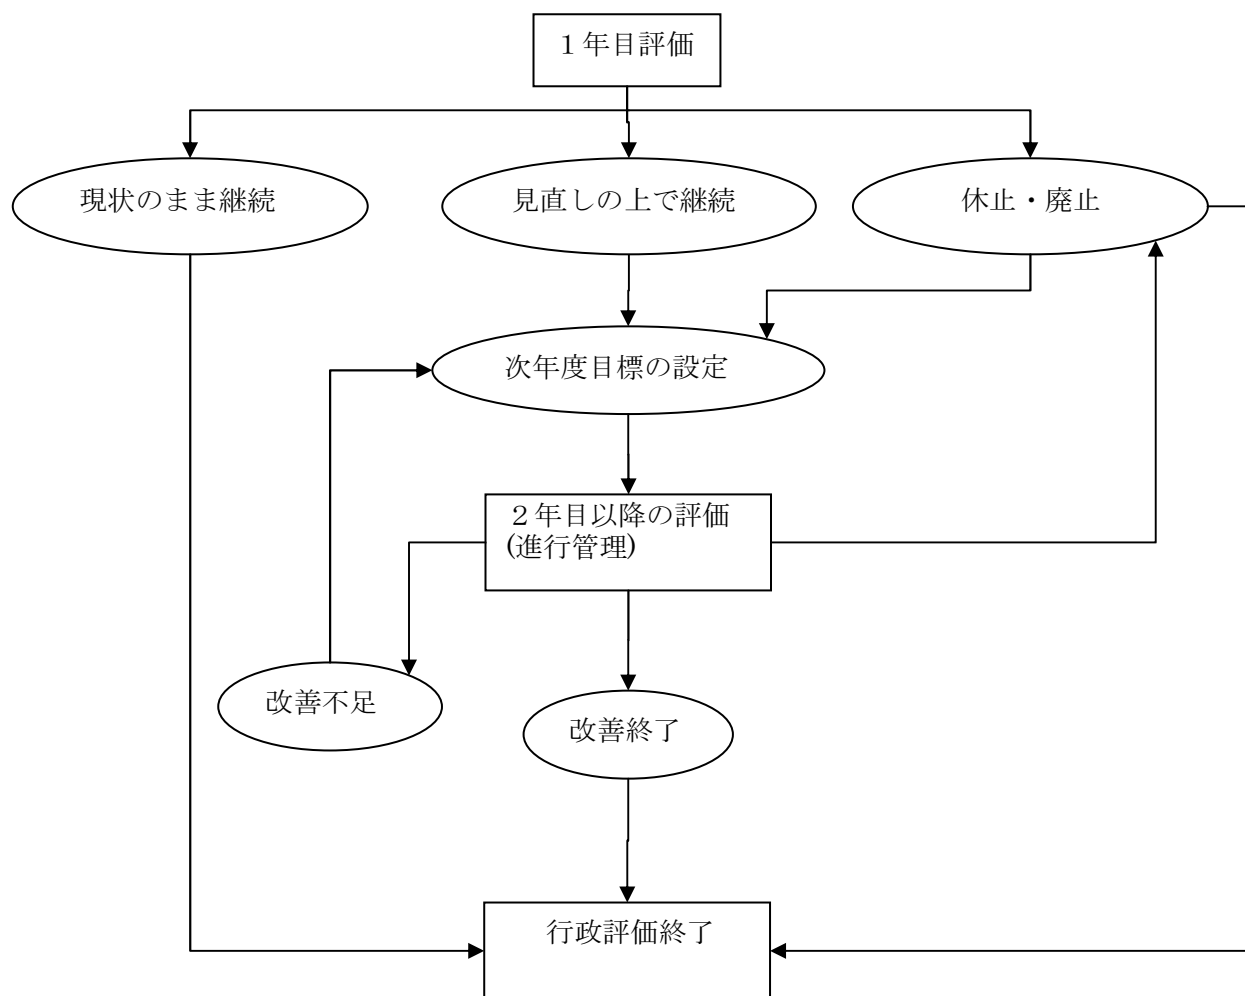 １年目評価
現状のまま継続
見直しの上で継続
休止・廃止
次年度目標の設定
２年目以降の評価
(進行管理)
改善不足
改善終了
行政評価終了